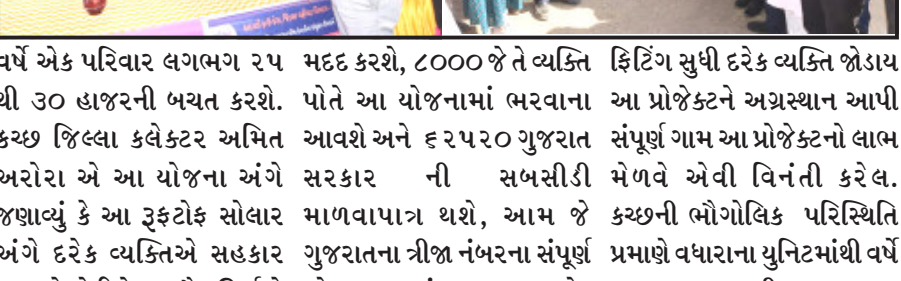 વર્ષે એક પરિવાર લગભગ ૨૫
થી ૩૦ હાજરની બચત કરશે.
કચ્છ જિલ્લા કલેક્ટર અમિત
અરોરા એ આ યોજના અંગે
જણાવ્યું કે આ રૂફટોફ સોલાર
અંગે દરેક વ્યક્તિએ સહકાર
મદદ કરશે, ૮૦૦૦ જે તે વ્યક્તિ
પોતે આ યોજનામાં ભરવાના
આવશે અને ૬૨૫૨૦ ગુજરાત
સરકાર ની સબસીડી
માળવાપાત્ર થશે, આમ જે
ગુજરાતના ત્રીજા નંબરના સંપૂર્ણ
ફિટિંગ સુધી દરેક વ્યક્તિ જોડાય
આ પ્રોજેક્ટને અગ્રસ્થાન આપી
સંપૂર્ણ ગામ આ પ્રોજેક્ટનો લાભ
મેળવે એવી વિનંતી કરેલ.
કચ્છની ભૌગોલિક પરિસ્થિતિ
પ્રમાણે વધારાના યુનિટમાંથી વર્ષે